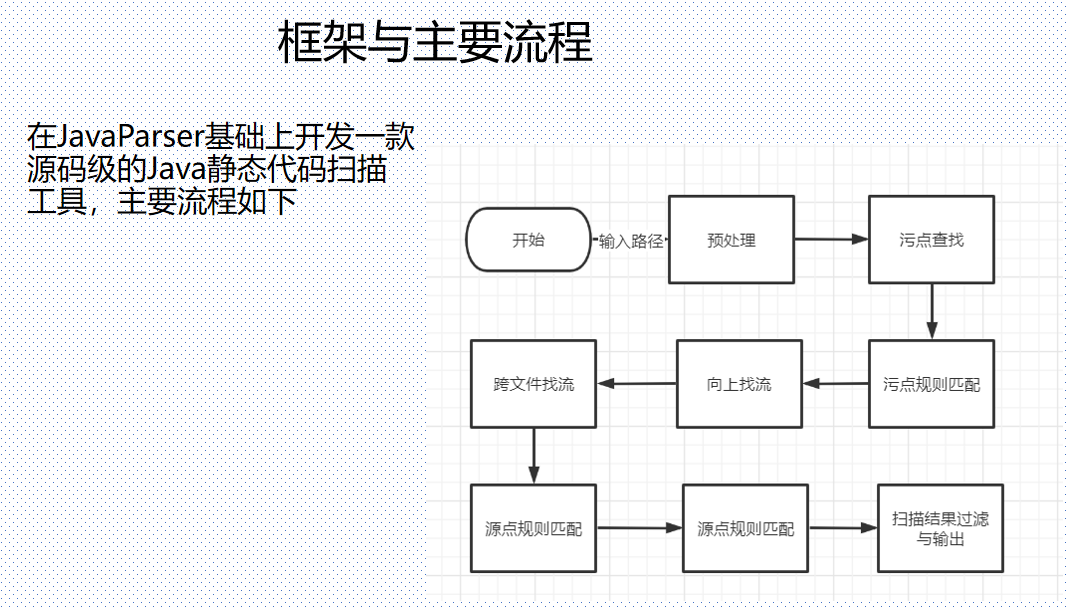 框架与主要流程
在JavaParser基础上开发一款
源码级的Java静态代码扫描
工具，主要流程如下
开始
输入路径
预处理
污点查找
污点规则匹配
向上找流
跨文件找流
源点规则匹配
源点规则匹配
扫描结果过滤
与输出